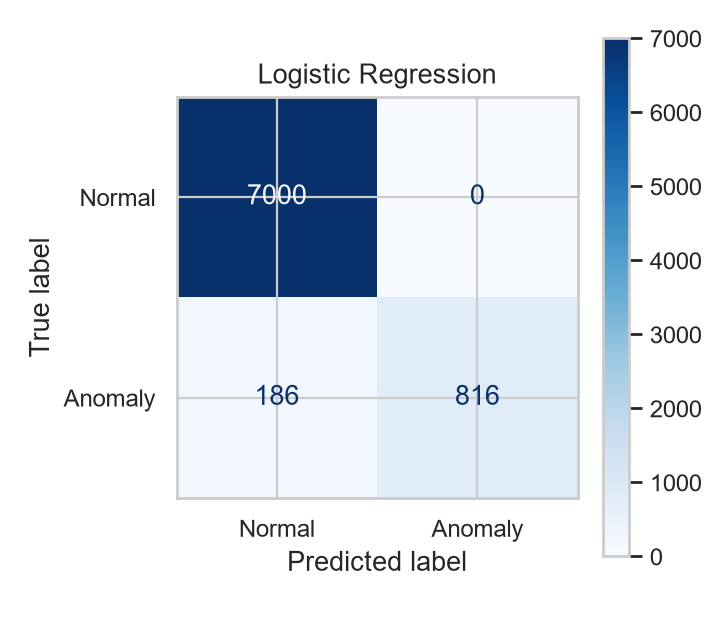 Logistic Regression
True label
Normal
Anomaly
7000
0
186
816
Normal
Anomaly
Predicted label
7000
6000
5000
4000
3000
2000
1000
0